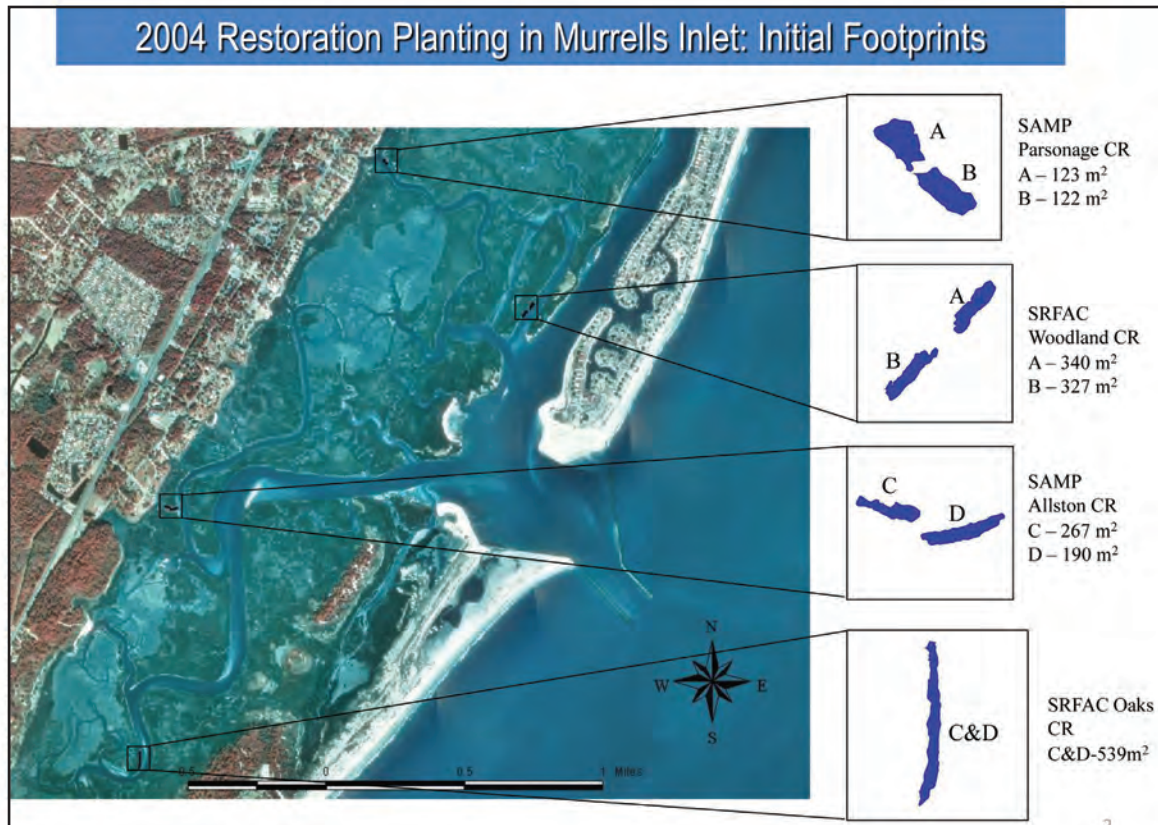 2004 Restoration Planting in Murrells Inlet: Initial Footprints
A
B
SAMP
Parsonage CR
A – 123 m²
B – 122 m²
A
B
SRFAC
Woodland CR
A – 340 m²
B – 327 m²
C
D
SAMP
Allston CR
C – 267 m²
D – 190 m²
N
W
E
S
C&D
SRFAC Oaks
CR
C&D-539m²
0.5 0 0.5 1 Miles